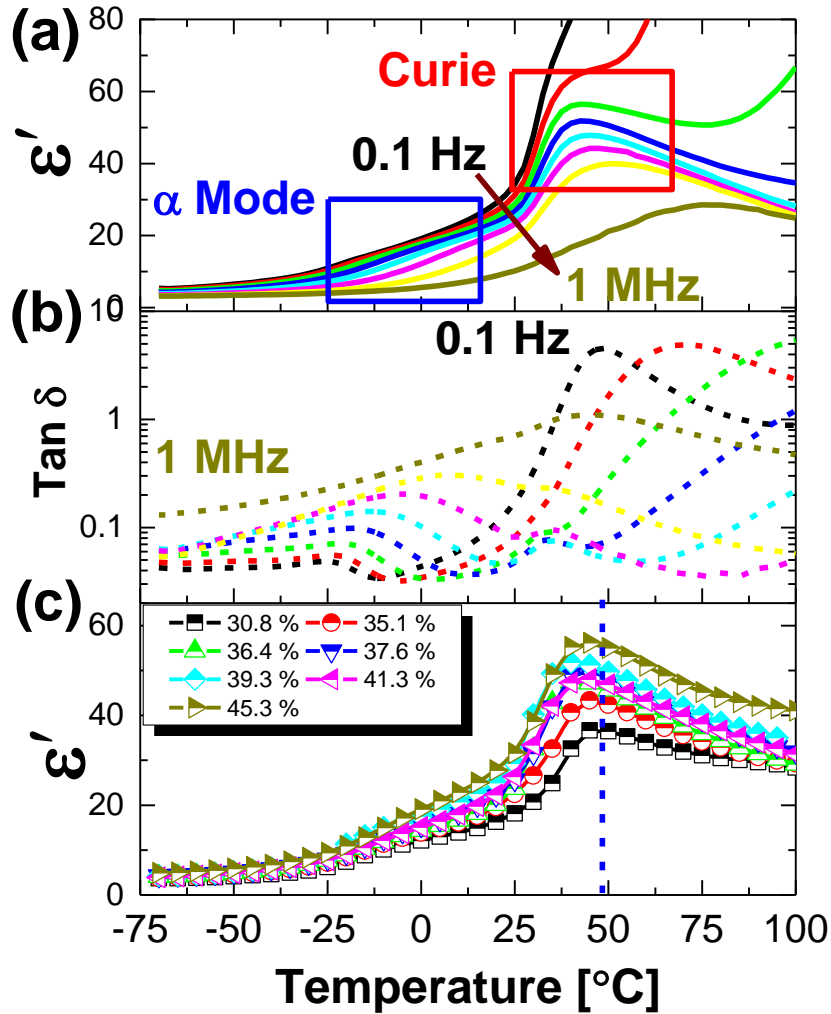 (a)
80
60
40
20
10
ε′
Curie
0.1 Hz
α Mode
1 MHz
(b)
0.1 Hz
1
0.1
Tan δ
1 MHz
(c)
60
40
20
0
ε′
30.8 % 35.1 %
36.4 % 37.6 %
39.3 % 41.3 %
45.3 %
-75 -50 -25 0 25 50 75 100
Temperature [°C]